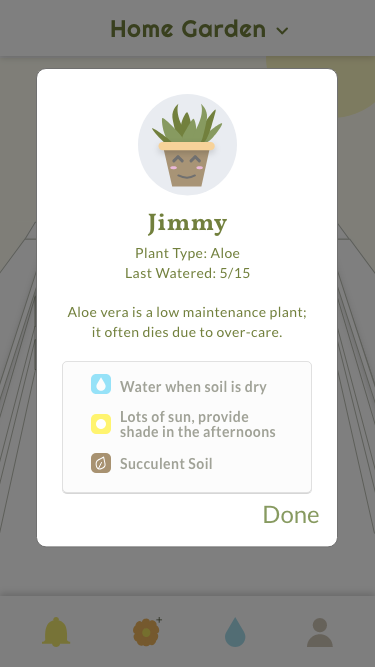 Home Garden
Jimmy
Plant Type: Aloe
Last Watered: 5/15
Aloe vera is a low maintenance plant;
it often dies due to over-care.
Water when soil is dry
Lots of sun, provide
shade in the afternoons
Succulent Soil
Done